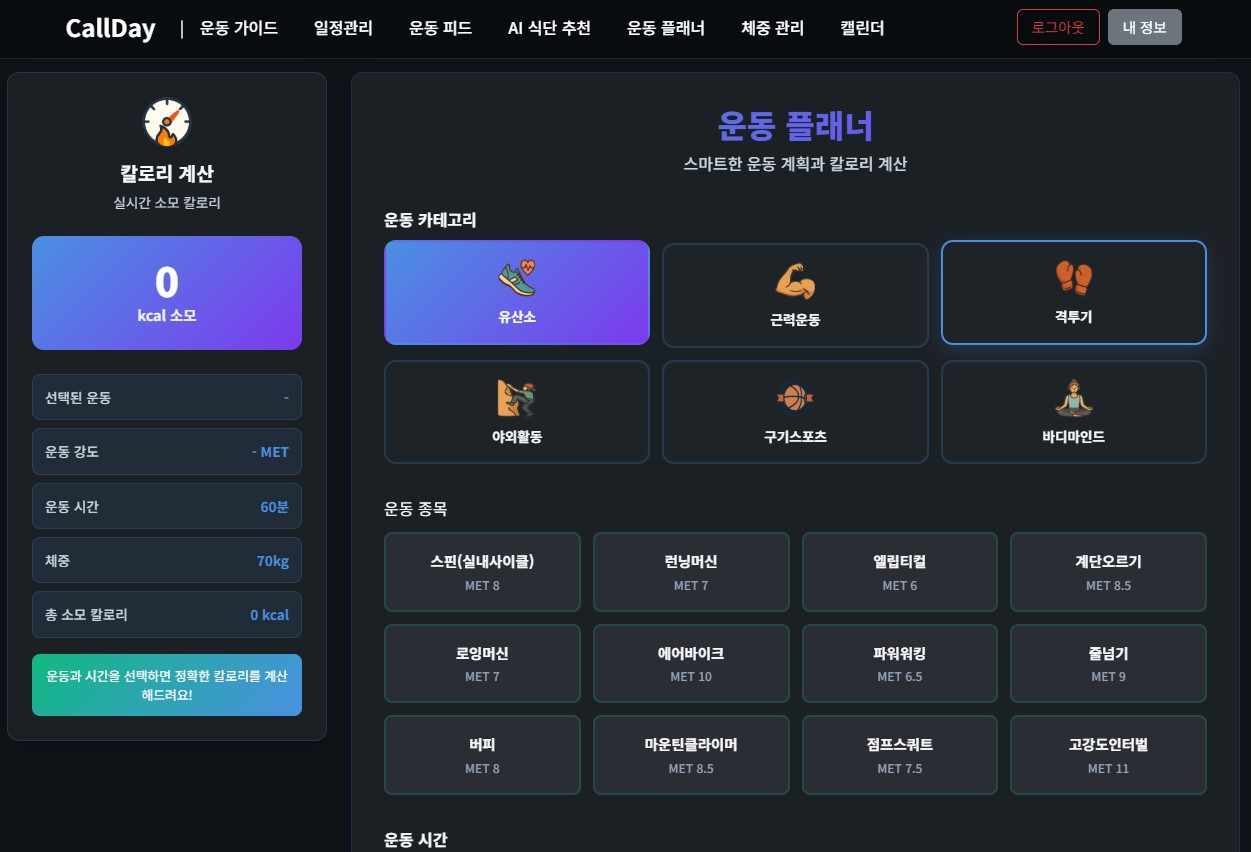 CallDay | 운동 가이드 일정관리 운동 피드 AI 식단 추천 운동 플래너 체중 관리 캘린더 로그아웃 내 정보
칼로리 계산
실시간 소모 칼로리
0
kcal 소모
선택된 운동 -
운동 강도 - MET
운동 시간 60분
체중 70kg
총 소모 칼로리 0 kcal
운동과 시간을 선택하면 정확한 칼로리를 계산
해드려요!
운동 플래너
스마트한 운동 계획과 칼로리 계산
운동 카테고리
유산소 근력운동 격투기
야외활동 구기스포츠 바디마인드
운동 종목
스핀(실내사이클) 런닝머신 엘립티컬 계단오르기
MET 8 MET 7 MET 6 MET 8.5
로잉머신 에어바이크 파워워킹 줄넘기
MET 7 MET 10 MET 6.5 MET 9
버피 마운틴클라이머 점프스쿼트 고강도인터벌
MET 8 MET 8.5 MET 7.5 MET 11
운동 시간